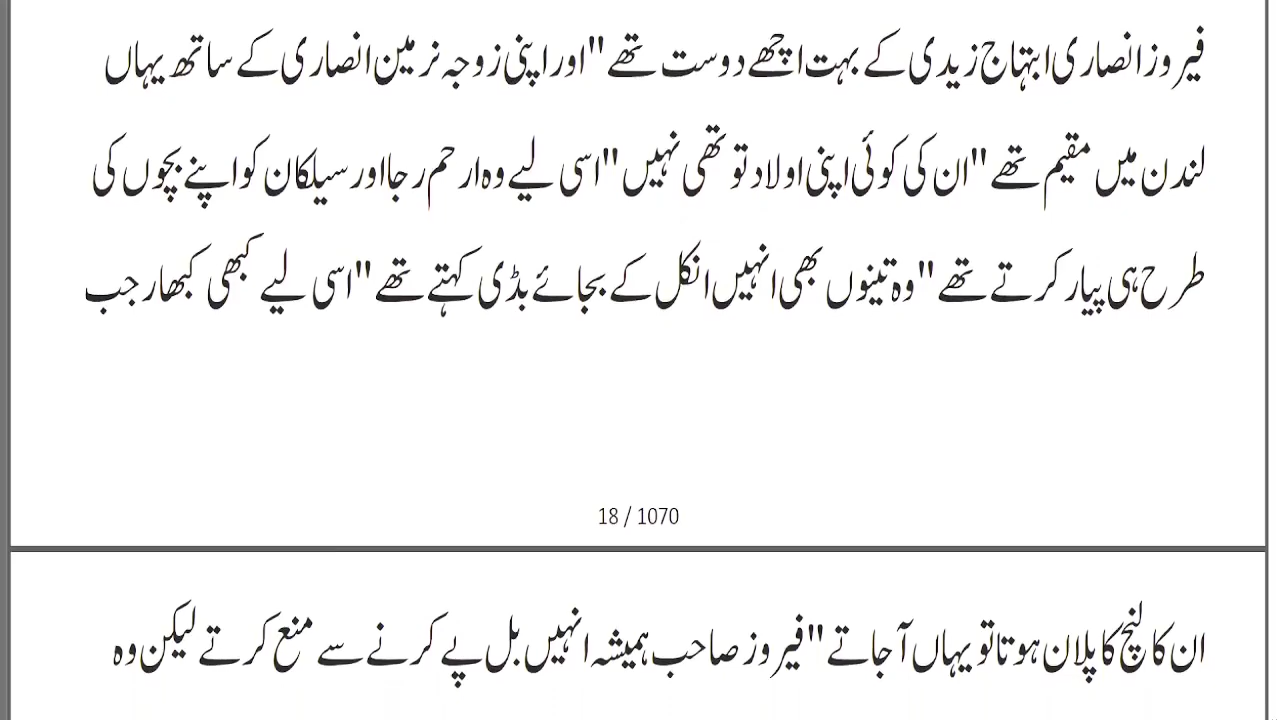 فیروز انصاری ابتہاج زیدی کے بہت اچھے دوست تھے "اور اپنی زوجہ نرمین انصاری کے ساتھ یہاں
لندن میں مقیم تھے "ان کی کوئی اپنی اولاد تو تھی نہیں "اسی لیے وہ ارحم رجا اور سیلکان کو اپنے بچوں کی
طرح ہی پیار کرتے تھے "وہ تینوں بھی انہیں انکل کے بجائے بڈی کہتے تھے "اسی لیے کبھی کبھار جب
18 / 1070
ان کا لنچ کا پلان ہوتا تو یہاں آ جاتے "فیروز صاحب ہمیشہ انہیں بل پے کرنے سے منع کرتے لیکن وہ